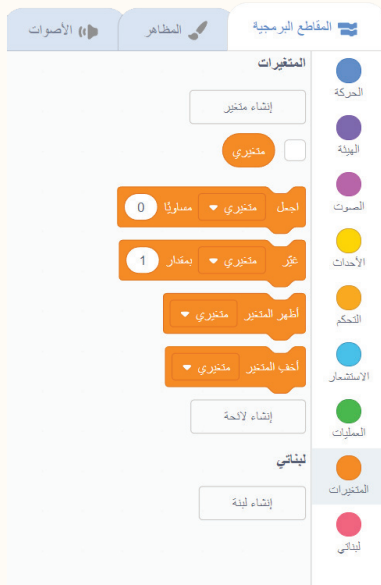 المقاطع البرمجية
المظاهر
الأصوات
الحركة
الهيئة
الصوت
الأحداث
التحكم
الاستشعار
العمليات
المتغيرات
لبناتي
المتغيرات
إنشاء متغير
متغيري
اجعل متغيري مساويًا 0
غيّر متغيري بمقدار 1
أظهر المتغير متغيري
أخفِ المتغير متغيري
إنشاء لائحة
لبناتي
إنشاء لبنة